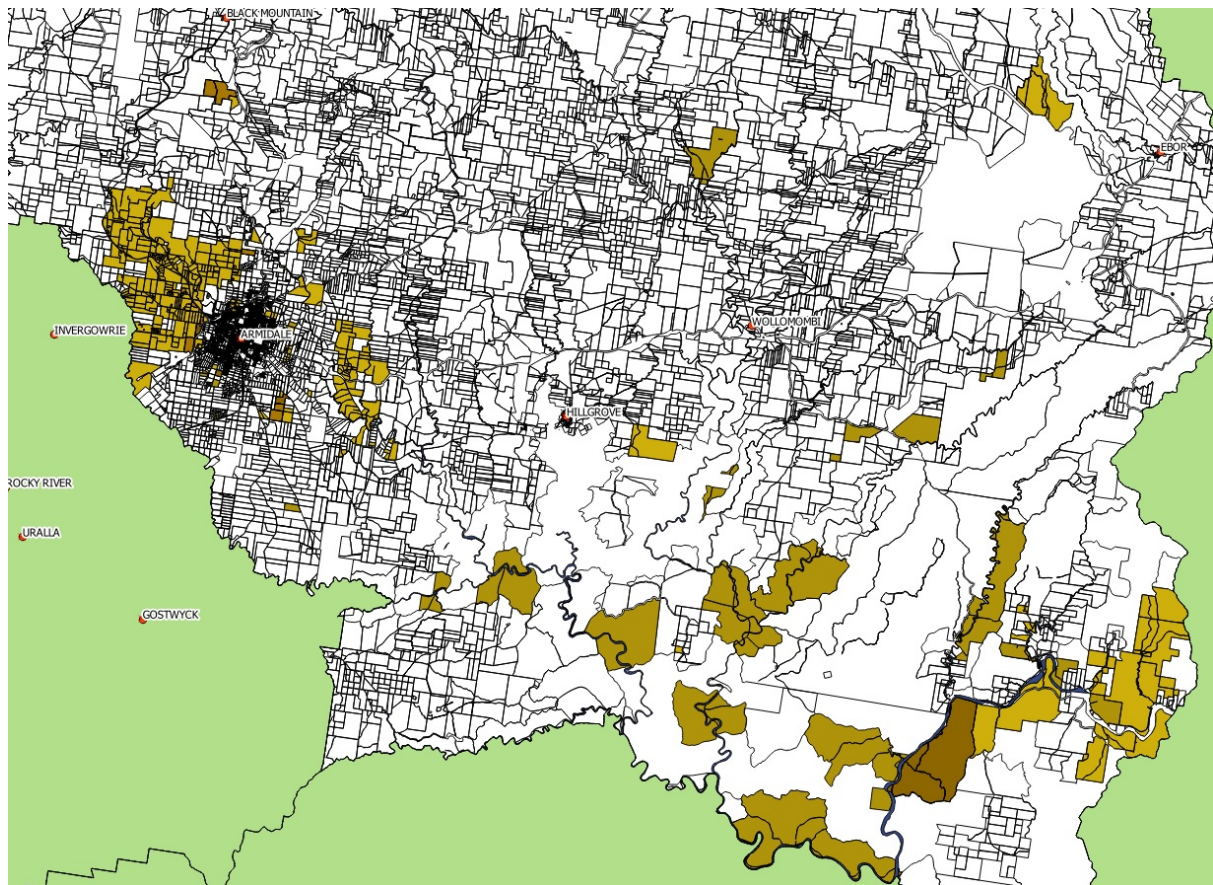 BLACK MOUNTAIN
EBOR
INVERGOWRIE
ARMIDALE
WOLLOMOMBI
HILLGROVE
ROCKY RIVER
URALLA
GOSTWYCK